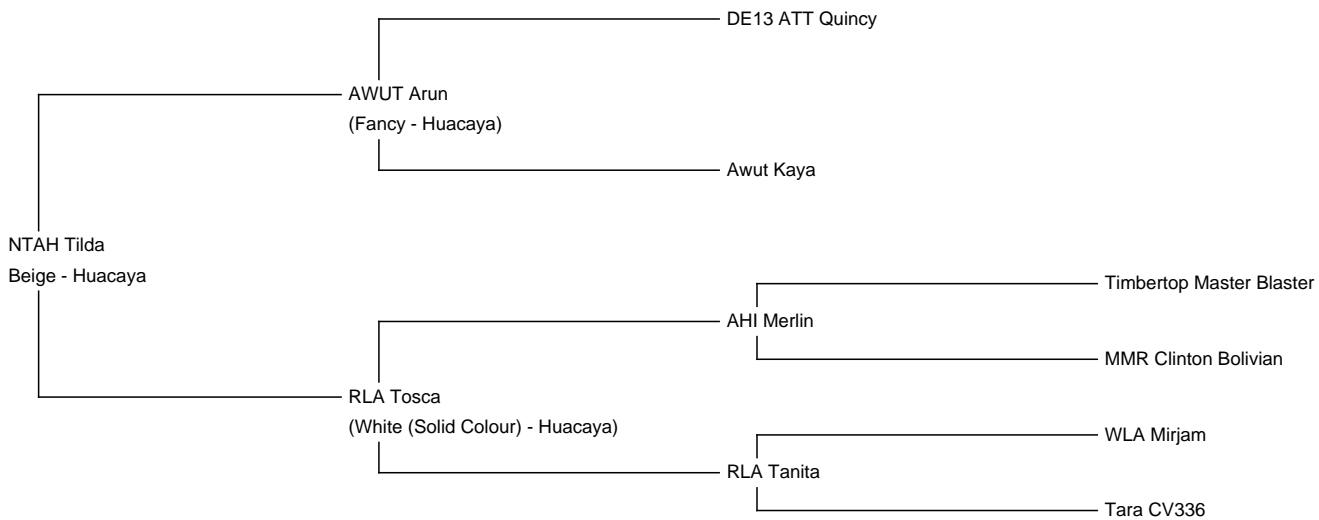 DE13 ATT Quincy
AWUT Arun
(Fancy - Huacaya)
Awut Kaya
NTAH Tilda
Beige - Huacaya
Timbertop Master Blaster
AHI Merlin
MMR Clinton Bolivian
RLA Tosca
(White (Solid Colour) - Huacaya)
WLA Mirjam
RLA Tanita
Tara CV336